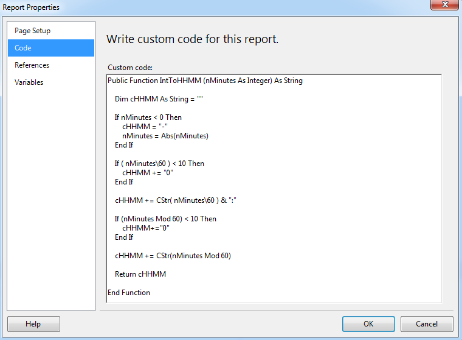 Report Properties
Page Setup
Code
References
Variables
Write custom code for this report.
Custom code:
Public Function IntToHHMM (nMinutes As Integer) As String
Dim cHHMM As String = ""
If nMinutes < 0 Then
cHHMM = "-"
nMinutes = Abs(nMinutes)
End If
If ( nMinutes\60 ) < 10 Then
cHHMM += "0"
End If
cHHMM += CStr( nMinutes\60 ) & ":"
If (nMinutes Mod 60) < 10 Then
cHHMM+="0"
End If
cHHMM += CStr(nMinutes Mod 60)
Return cHHMM
End Function
Help
OK
Cancel